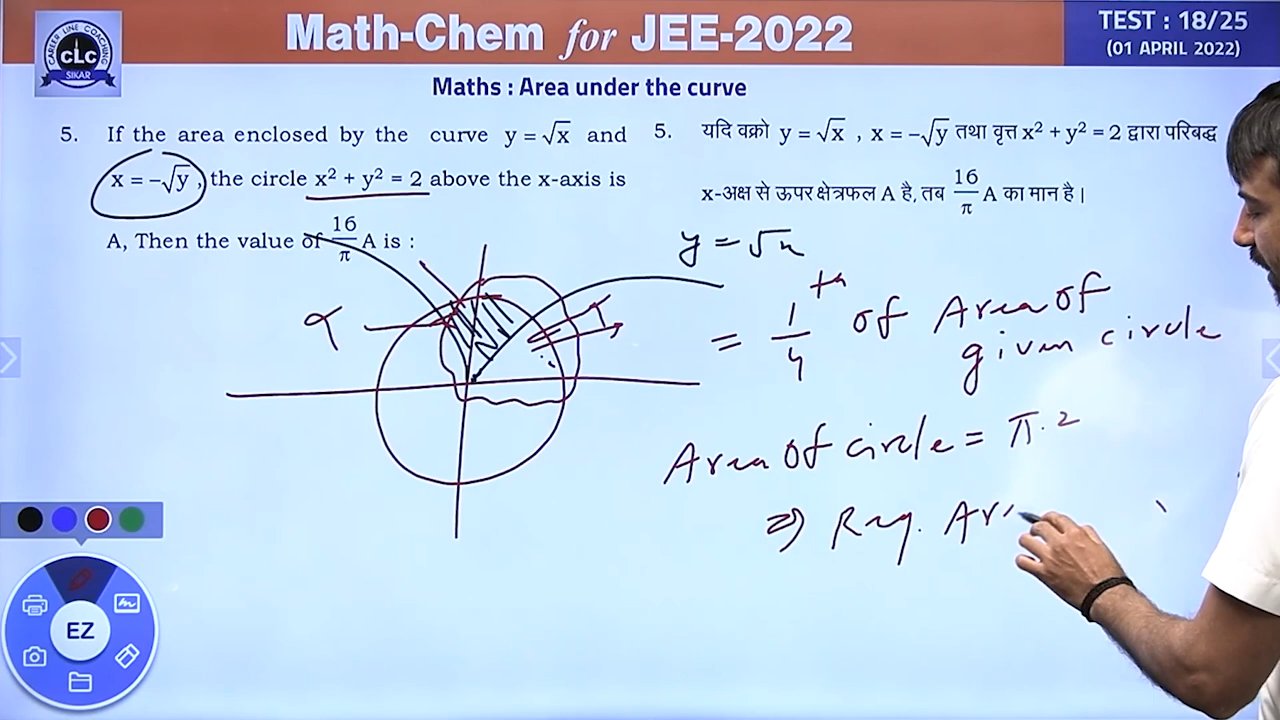 CAREER LINE COACHING
CLC
SIKAR
Math-Chem for JEE-2022
TEST : 18/25
(01 APRIL 2022)
Maths : Area under the curve
5. If the area enclosed by the curve y = √x and
x = −√y , the circle x² + y² = 2 above the x-axis is
A, Then the value of 16/π A is :
5. यदि वक्रो y = √x , x = −√y तथा वृत्त x² + y² = 2 द्वारा परिबद्ध
x-अक्ष से ऊपर क्षेत्रफल A है, तब 16/π A का मान है।
y = √x
= 1/4 th of Area of
given circle
Area of circle = π.2
⇒ Req. Ar
EZ